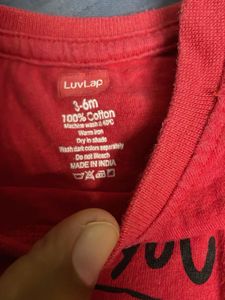 LuvLap
3-6m
100% Cotton
Machine wash a 40°C
Warm iron
Dry in shade
Wash dark colors separately
Do not Bleach
MADE IN INDIA